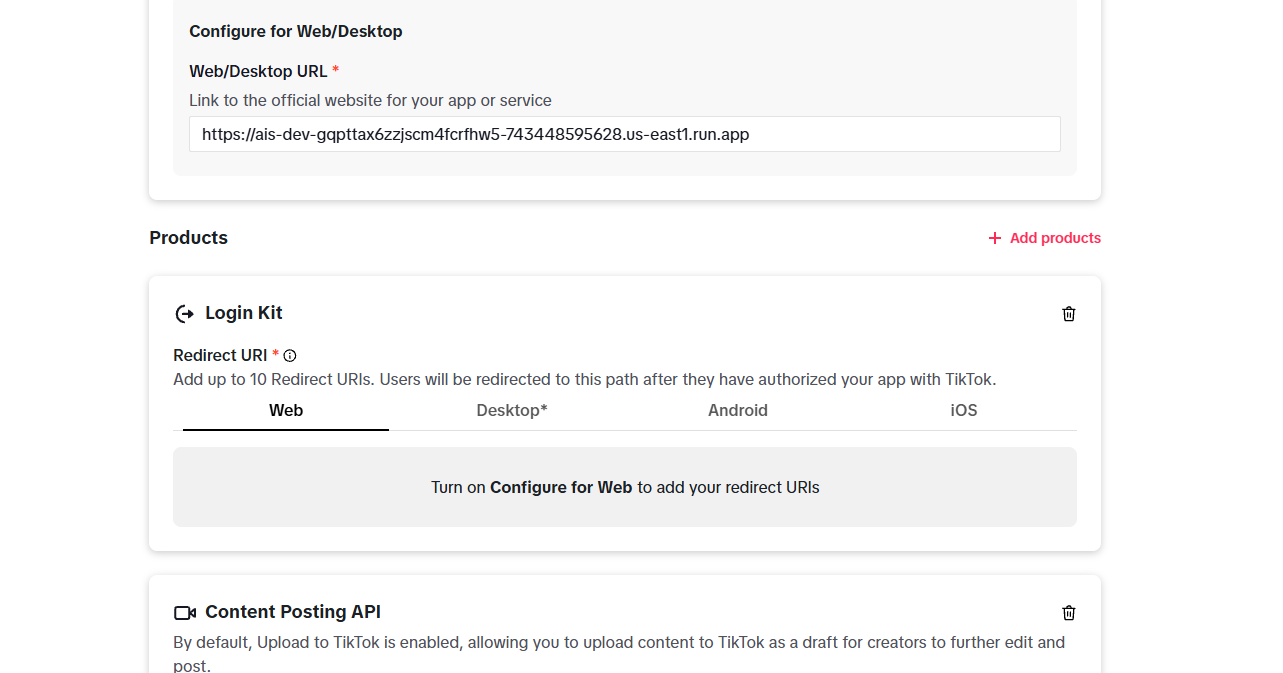 Configure for Web/Desktop
Web/Desktop URL *
Link to the official website for your app or service
https://ais-dev-gqpttax6zzjscm4fcrfhw5-743448595628.us-east1.run.app
Products
+ Add products
Login Kit
Redirect URI *
Add up to 10 Redirect URIs. Users will be redirected to this path after they have authorized your app with TikTok.
Web Desktop* Android iOS
Turn on Configure for Web to add your redirect URIs
Content Posting API
By default, Upload to TikTok is enabled, allowing you to upload content to TikTok as a draft for creators to further edit and
post.